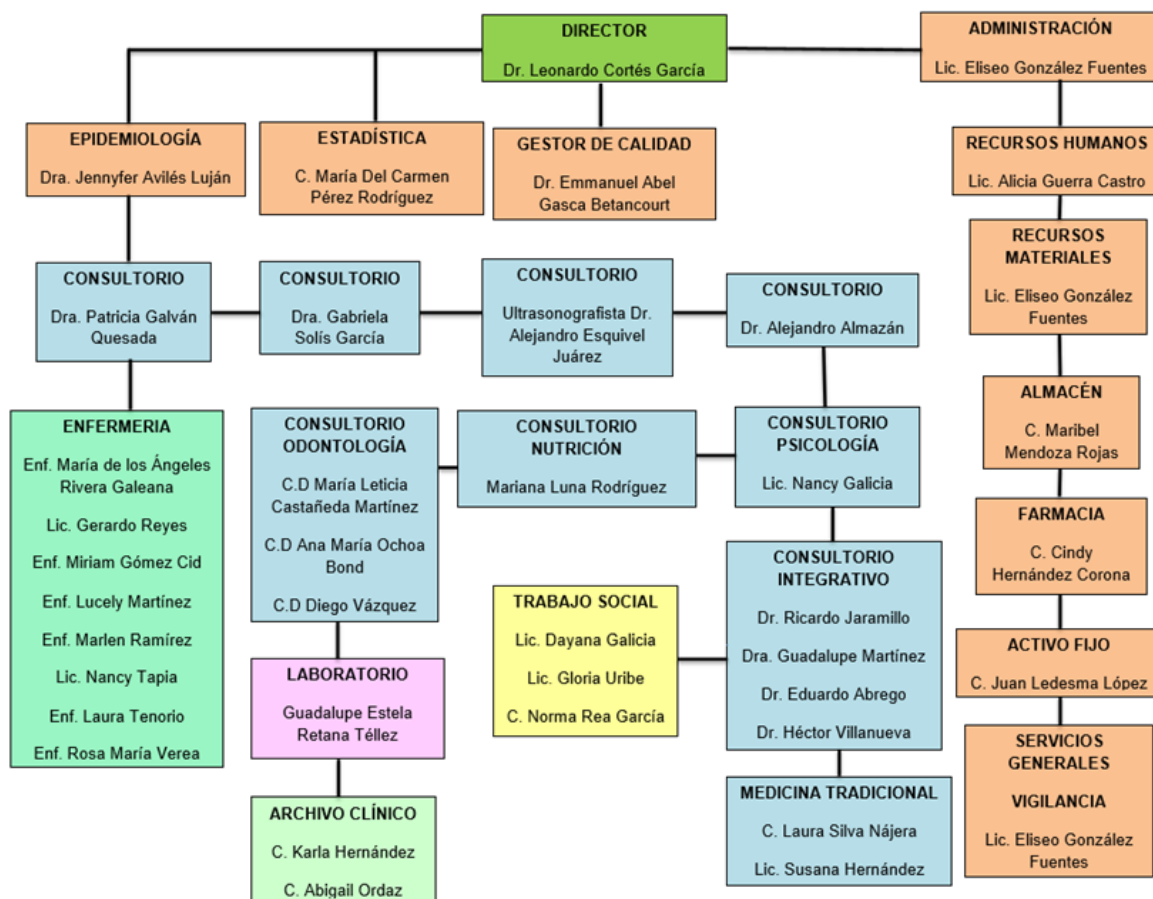 DIRECTOR
Dr. Leonardo Cortés García
ADMINISTRACIÓN
Lic. Eliseo González Fuentes
EPIDEMIOLOGÍA
Dra. Jennyfer Avilés Luján
ESTADÍSTICA
C. María Del Carmen
Pérez Rodríguez
GESTOR DE CALIDAD
Dr. Emmanuel Abel
Gasca Betancourt
RECURSOS HUMANOS
Lic. Alicia Guerra Castro
RECURSOS
MATERIALES
Lic. Eliseo González
Fuentes
CONSULTORIO
Dra. Patricia Galván
Quesada
CONSULTORIO
Dra. Gabriela
Solís García
CONSULTORIO
Ultrasonografista Dr.
Alejandro Esquivel
Juárez
CONSULTORIO
Dr. Alejandro Almazán
ALMACÉN
C. Maribel
Mendoza Rojas
ENFERMERIA
Enf. María de los Ángeles
Rivera Galeana
Lic. Gerardo Reyes
Enf. Miriam Gómez Cid
Enf. Lucely Martínez
Enf. Marlen Ramírez
Lic. Nancy Tapia
Enf. Laura Tenorio
Enf. Rosa María Verea
CONSULTORIO
ODONTOLOGÍA
C.D María Leticia
Castañeda Martínez
C.D Ana María Ochoa
Bond
C.D Diego Vázquez
CONSULTORIO
NUTRICIÓN
Mariana Luna Rodríguez
CONSULTORIO
PSICOLOGÍA
Lic. Nancy Galicia
FARMACIA
C. Cindy
Hernández Corona
CONSULTORIO
INTEGRATIVO
Dr. Ricardo Jaramillo
Dra. Guadalupe Martínez
Dr. Eduardo Abrego
Dr. Héctor Villanueva
TRABAJO SOCIAL
Lic. Dayana Galicia
Lic. Gloria Uribe
C. Norma Rea García
ACTIVO FIJO
C. Juan Ledesma López
LABORATORIO
Guadalupe Estela
Retana Téllez
SERVICIOS
GENERALES
VIGILANCIA
Lic. Eliseo González
Fuentes
MEDICINA TRADICIONAL
C. Laura Silva Nájera
Lic. Susana Hernández
ARCHIVO CLÍNICO
C. Karla Hernández
C. Abigail Ordaz